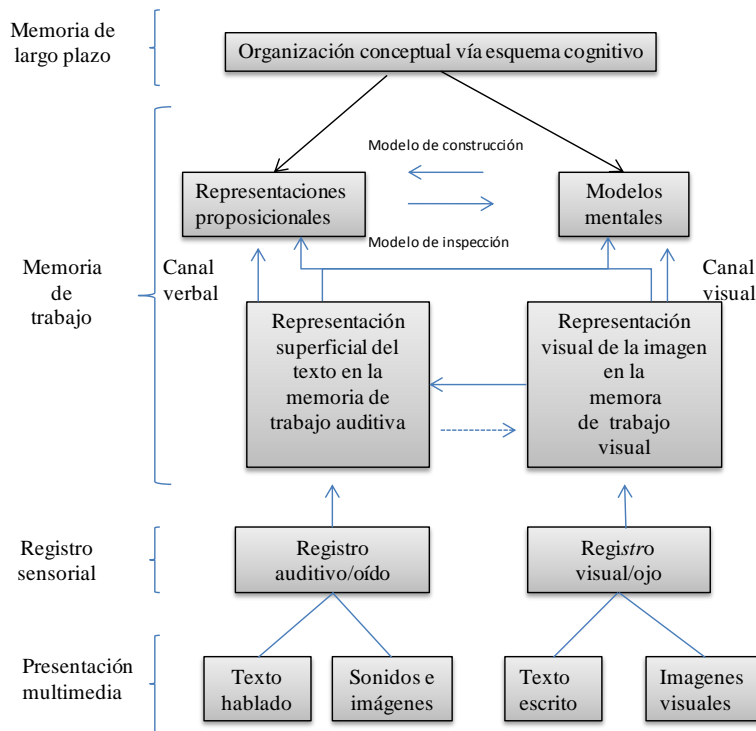 Memoria de
largo plazo
Organización conceptual vía esquema cognitivo
Modelo de construcción
Representaciones
proposicionales
Modelos
mentales
Modelo de inspección
Memoria
de
trabajo
Canal
verbal
Canal
visual
Representación
superficial del
texto en la
memoria de
trabajo auditiva
Representación
visual de la imagen
en la
memora
de trabajo
visual
Registro
sensorial
Registro
auditivo/oído
Registro
visual/ojo
Presentación
multimedia
Texto
hablado
Sonidos e
imágenes
Texto
escrito
Imagenes
visuales